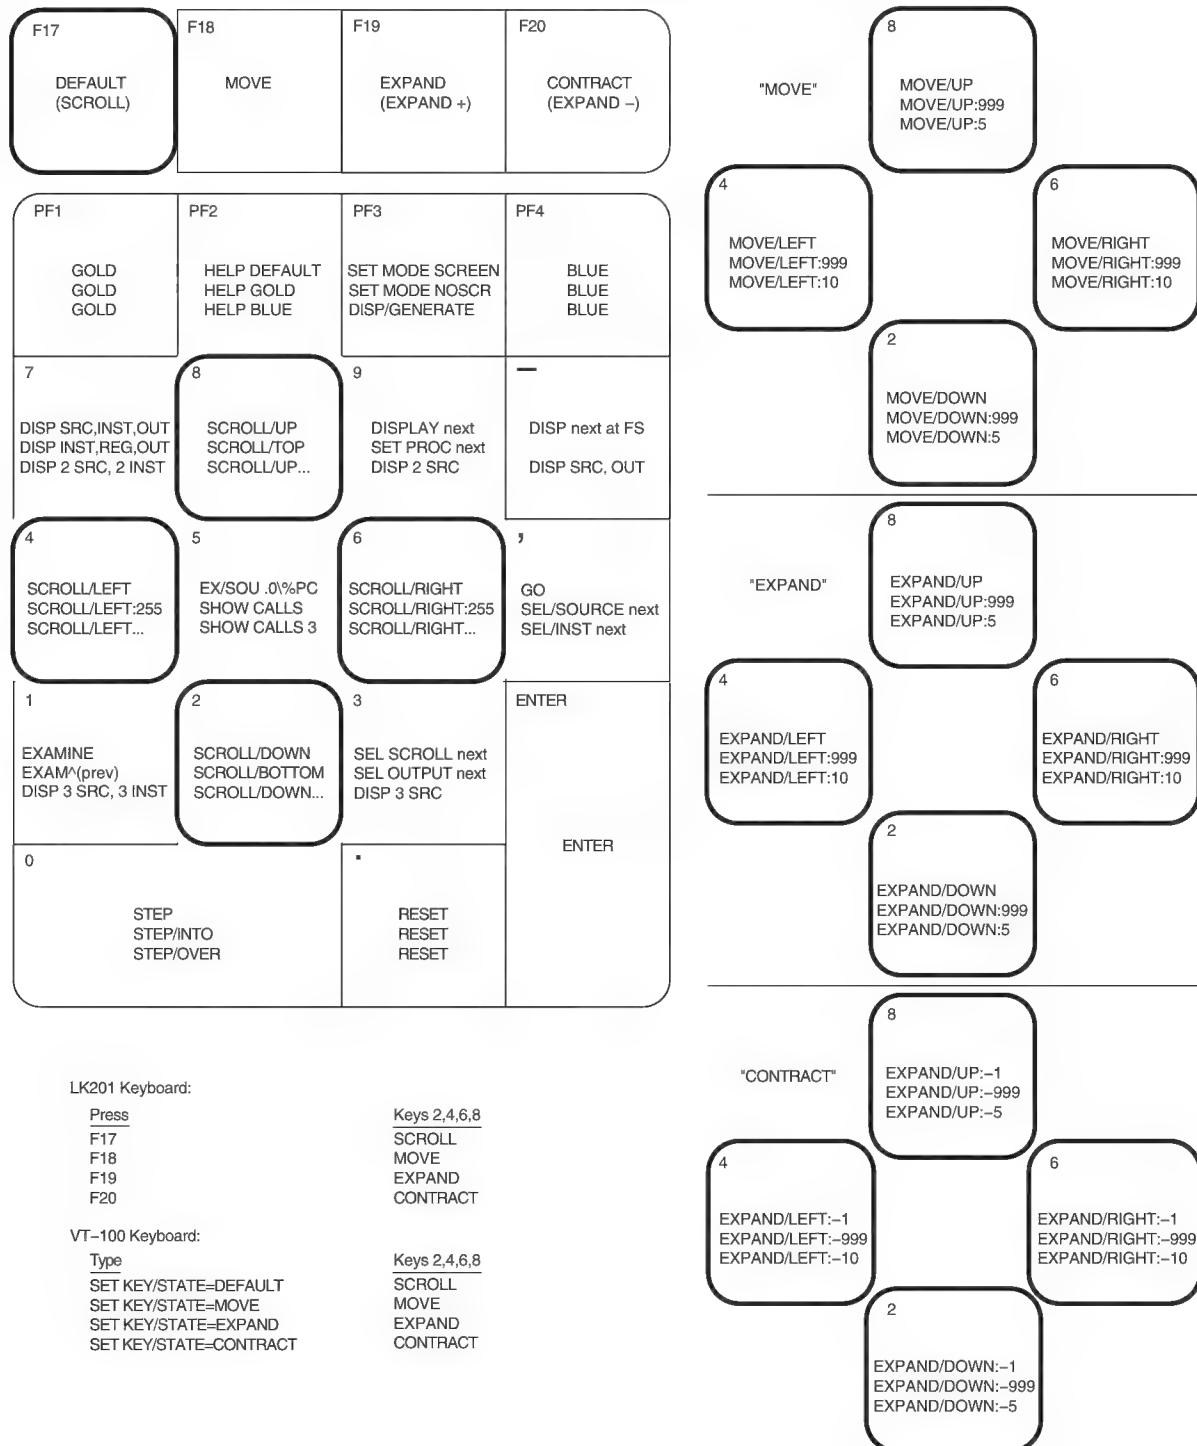 F17
DEFAULT
(SCROLL)
F18
MOVE
F19
EXPAND
(EXPAND +)
F20
CONTRACT
(EXPAND –)
PF1
GOLD
GOLD
GOLD
PF2
HELP DEFAULT
HELP GOLD
HELP BLUE
PF3
SET MODE SCREEN
SET MODE NOSCR
DISP/GENERATE
PF4
BLUE
BLUE
BLUE
7
DISP SRC,INST,OUT
DISP INST,REG,OUT
DISP 2 SRC, 2 INST
8
SCROLL/UP
SCROLL/TOP
SCROLL/UP...
9
DISPLAY next
SET PROC next
DISP 2 SRC
–
DISP next at FS
DISP SRC, OUT
4
SCROLL/LEFT
SCROLL/LEFT:255
SCROLL/LEFT...
5
EX/SOU .0\%PC
SHOW CALLS
SHOW CALLS 3
6
SCROLL/RIGHT
SCROLL/RIGHT:255
SCROLL/RIGHT...
,
GO
SEL/SOURCE next
SEL/INST next
1
EXAMINE
EXAM^(prev)
DISP 3 SRC, 3 INST
2
SCROLL/DOWN
SCROLL/BOTTOM
SCROLL/DOWN...
3
SEL SCROLL next
SEL OUTPUT next
DISP 3 SRC
ENTER
ENTER
0
STEP
STEP/INTO
STEP/OVER
.
RESET
RESET
RESET
LK201 Keyboard:
Press Keys 2,4,6,8
F17 SCROLL
F18 MOVE
F19 EXPAND
F20 CONTRACT
VT–100 Keyboard:
Type Keys 2,4,6,8
SET KEY/STATE=DEFAULT SCROLL
SET KEY/STATE=MOVE MOVE
SET KEY/STATE=EXPAND EXPAND
SET KEY/STATE=CONTRACT CONTRACT
"MOVE"
8
MOVE/UP
MOVE/UP:999
MOVE/UP:5
4
MOVE/LEFT
MOVE/LEFT:999
MOVE/LEFT:10
6
MOVE/RIGHT
MOVE/RIGHT:999
MOVE/RIGHT:10
2
MOVE/DOWN
MOVE/DOWN:999
MOVE/DOWN:5
"EXPAND"
8
EXPAND/UP
EXPAND/UP:999
EXPAND/UP:5
4
EXPAND/LEFT
EXPAND/LEFT:999
EXPAND/LEFT:10
6
EXPAND/RIGHT
EXPAND/RIGHT:999
EXPAND/RIGHT:10
2
EXPAND/DOWN
EXPAND/DOWN:999
EXPAND/DOWN:5
"CONTRACT"
8
EXPAND/UP:–1
EXPAND/UP:–999
EXPAND/UP:–5
4
EXPAND/LEFT:–1
EXPAND/LEFT:–999
EXPAND/LEFT:–10
6
EXPAND/RIGHT:–1
EXPAND/RIGHT:–999
EXPAND/RIGHT:–10
2
EXPAND/DOWN:–1
EXPAND/DOWN:–999
EXPAND/DOWN:–5